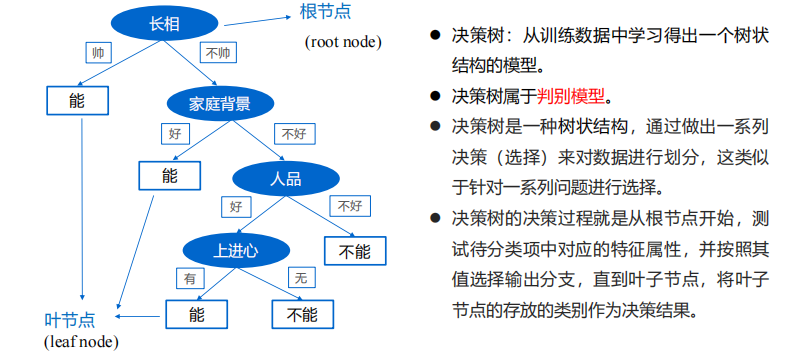 长相
根节点
(root node)
帅
不帅
能
家庭背景
好
不好
能
人品
好
不好
上进心
不能
有
无
能
不能
叶节点
(leaf node)
● 决策树：从训练数据中学习得出一个树状
结构的模型。
● 决策树属于判别模型。
● 决策树是一种树状结构，通过做出一系列
决策（选择）来对数据进行划分，这类似
于针对一系列问题进行选择。
● 决策树的决策过程就是从根节点开始，测
试待分类项中对应的特征属性，并按照其
值选择输出分支，直到叶子节点，将叶子
节点的存放的类别作为决策结果。